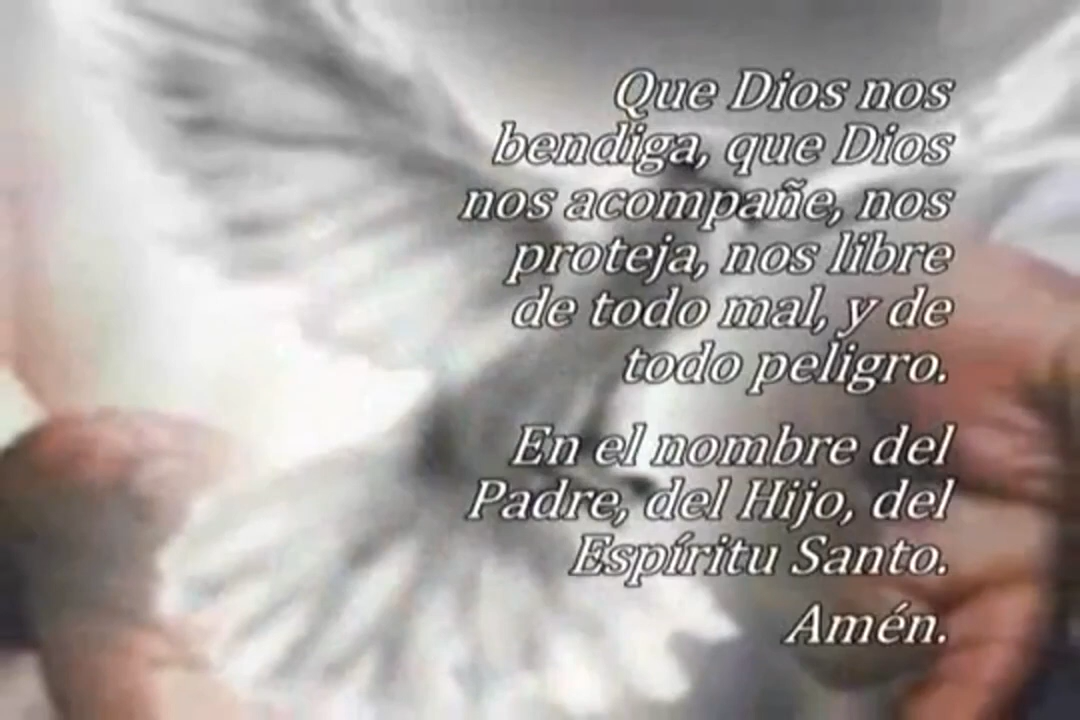 Que Dios nos
bendiga, que Dios
nos acompañe, nos
proteja, nos libre
de todo mal, y de
todo peligro.
En el nombre del
Padre, del Hijo, del
Espíritu Santo.
Amén.